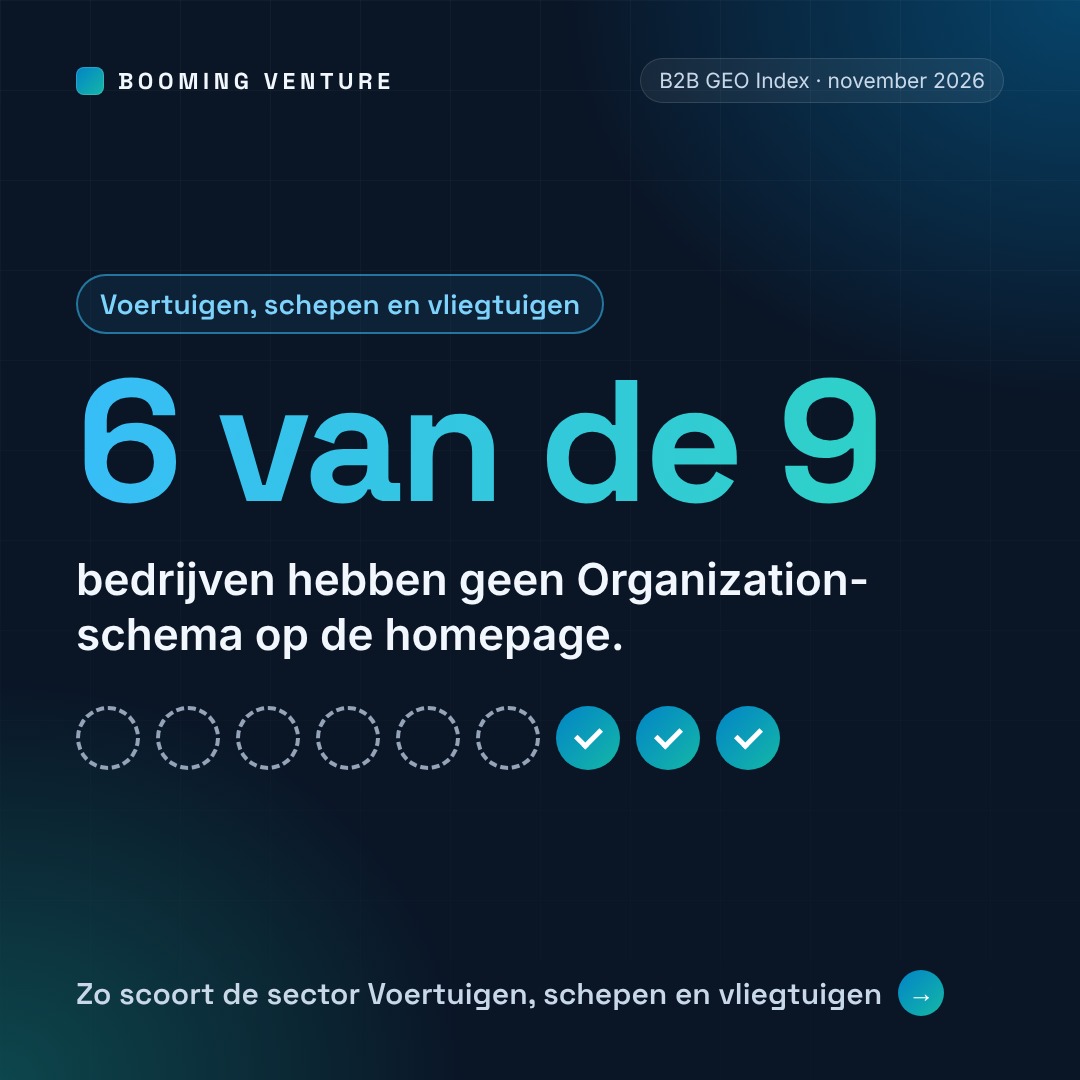 BOOMING VENTURE
B2B GEO Index · november 2026
Voertuigen, schepen en vliegtuigen
6 van de 9
bedrijven hebben geen Organization-
schema op de homepage.
Zo scoort de sector Voertuigen, schepen en vliegtuigen →